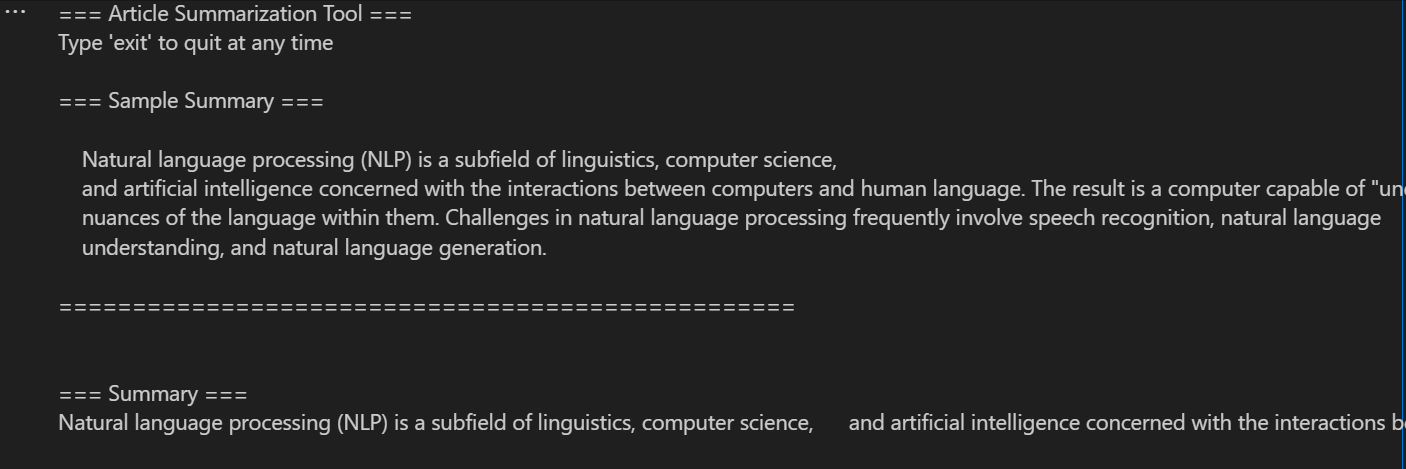 === Article Summarization Tool ===
Type 'exit' to quit at any time
=== Sample Summary ===
Natural language processing (NLP) is a subfield of linguistics, computer science,
and artificial intelligence concerned with the interactions between computers and human language. The result is a computer capable of
nuances of the language within them. Challenges in natural language processing frequently involve speech recognition, natural language
understanding, and natural language generation.
==================================================
=== Summary ===
Natural language processing (NLP) is a subfield of linguistics, computer science, and artificial intelligence concerned with the interactions